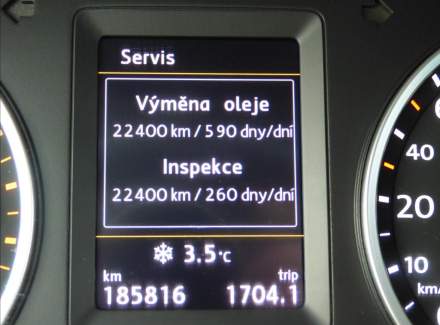 Servis
Výměna oleje
22400 km / 590 dny/dní
Inspekce
22400 km / 260 dny/dní
3.5°C
km trip
185816 1704.1
40
20
10
km/